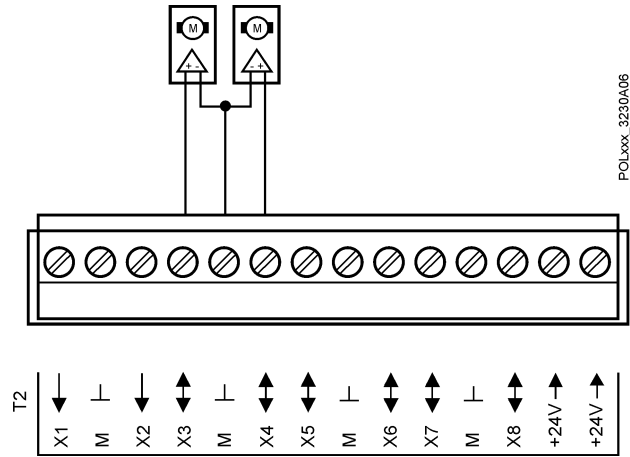 M M
+ - - +
POLxxx_3230A06
T2
X1 M X2 X3 M X4 X5 M X6 X7 M X8 +24V +24V